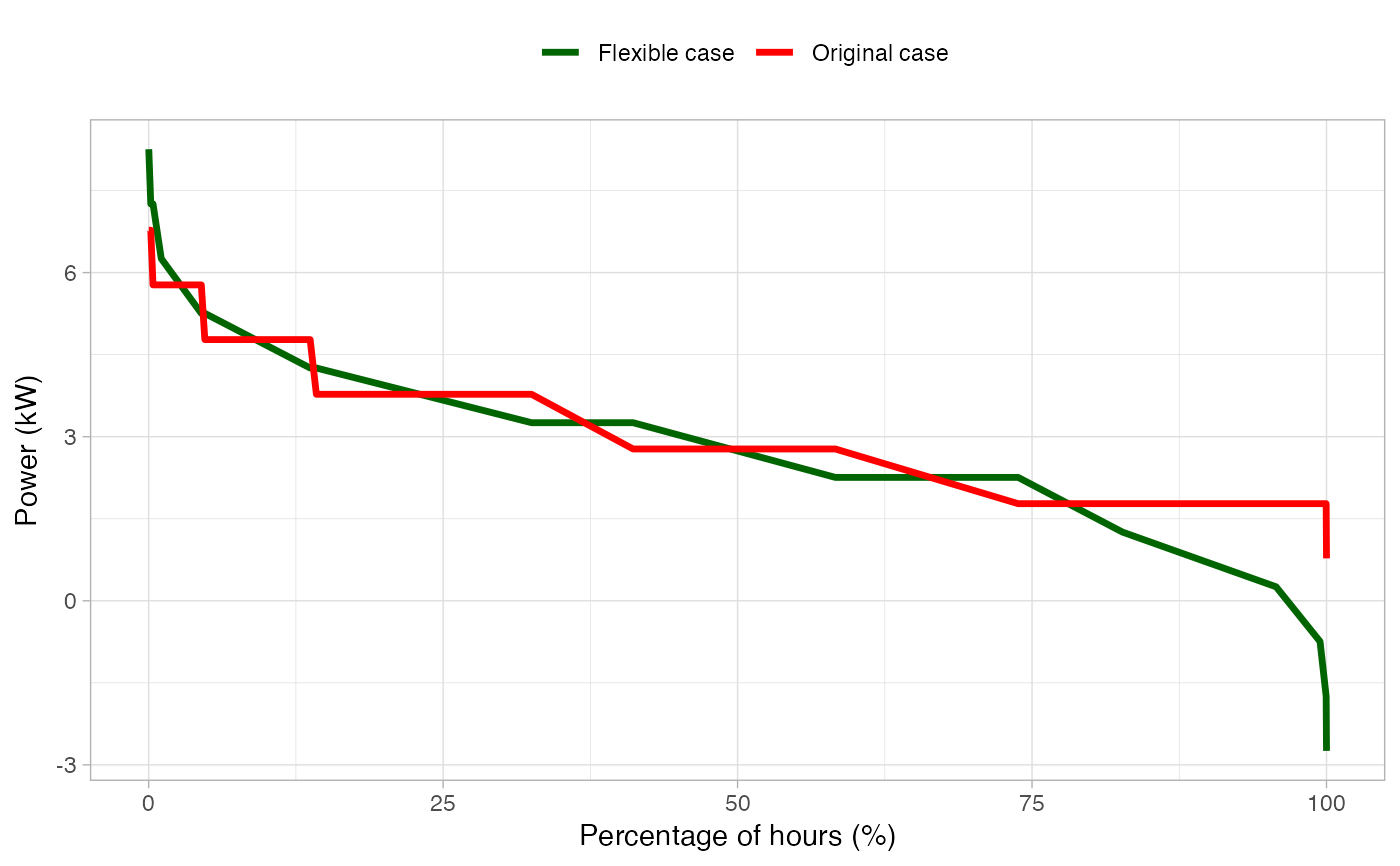 Flexible case Original case
Power (kW)
6
3
0
-3
0 25 50 75 100
Percentage of hours (%)